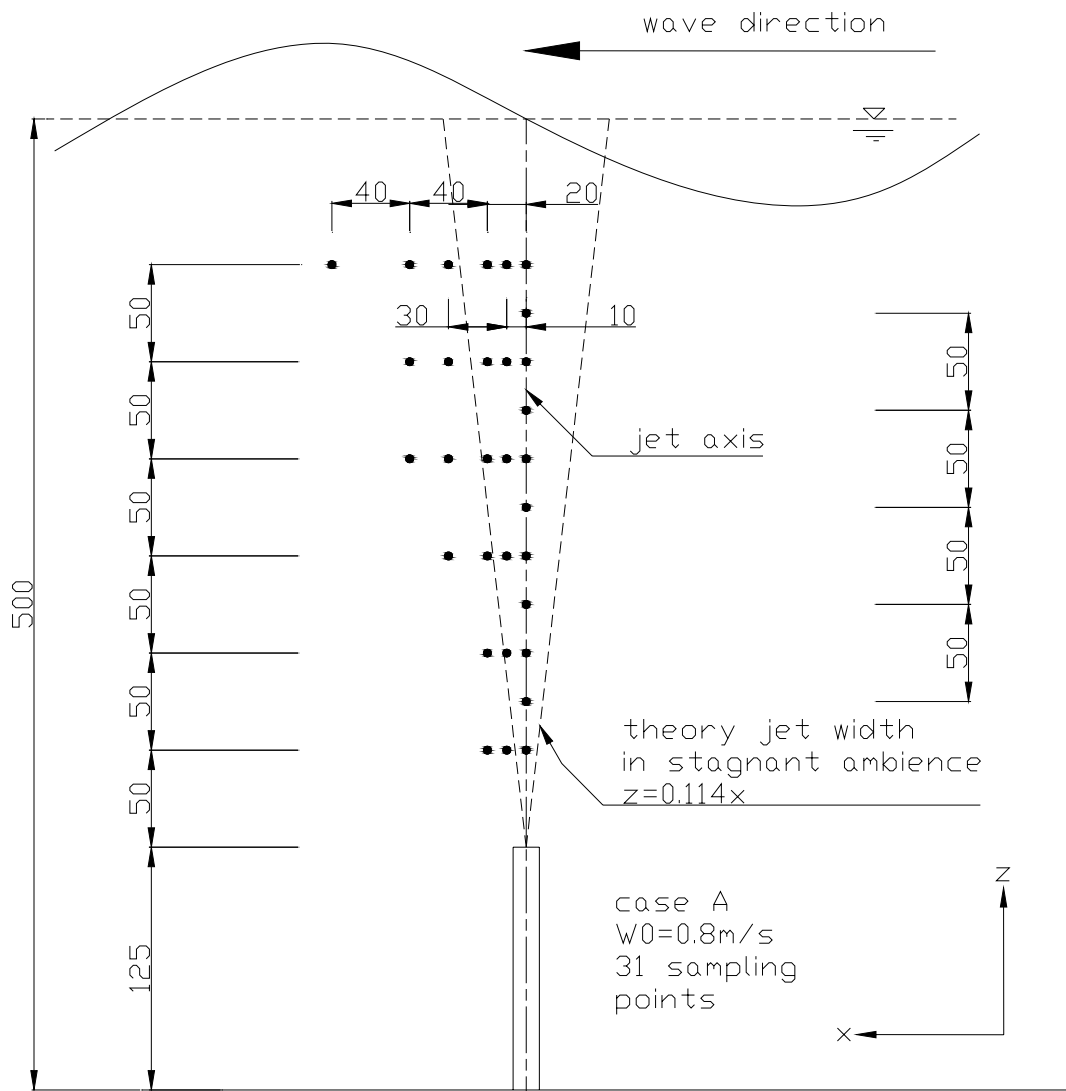 wave direction
40
40
20
30
10
50
50
50
50
50
50
125
500
50
50
50
50
jet axis
theory jet width
in stagnant ambience
z=0.114x
case A
W0=0.8m/s
31 sampling
points
z
x